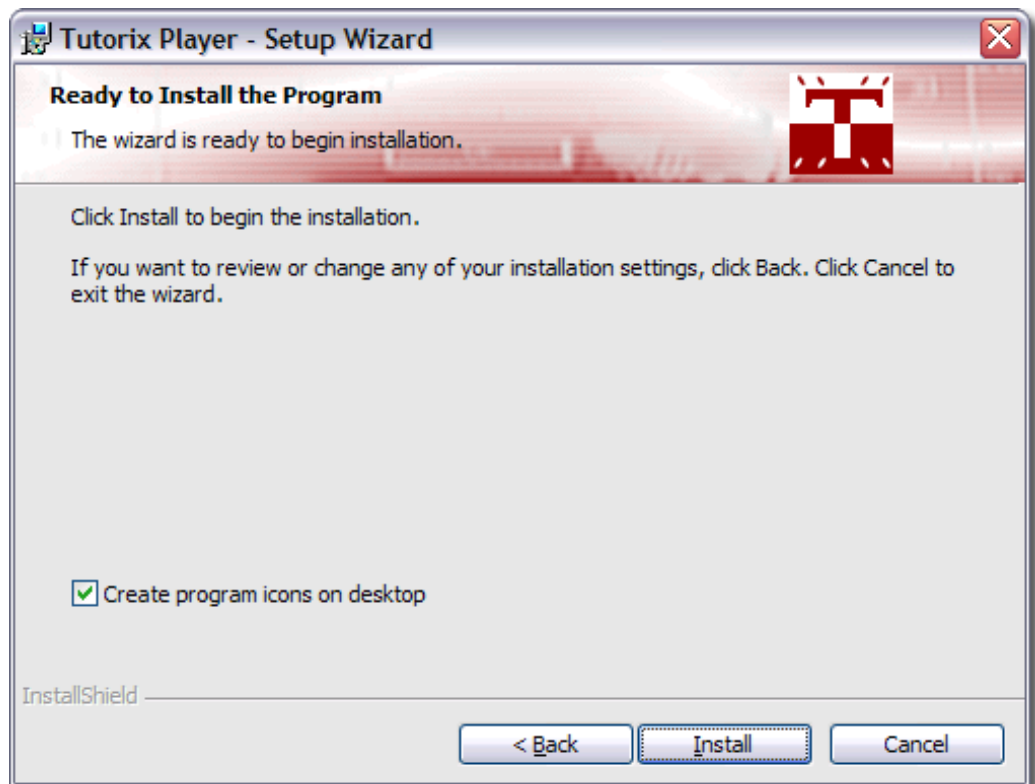 Tutorix Player - Setup Wizard
Ready to Install the Program
The wizard is ready to begin installation.
T
Click Install to begin the installation.
If you want to review or change any of your installation settings, click Back. Click Cancel to
exit the wizard.
Create program icons on desktop
InstallShield
< Back
Install
Cancel